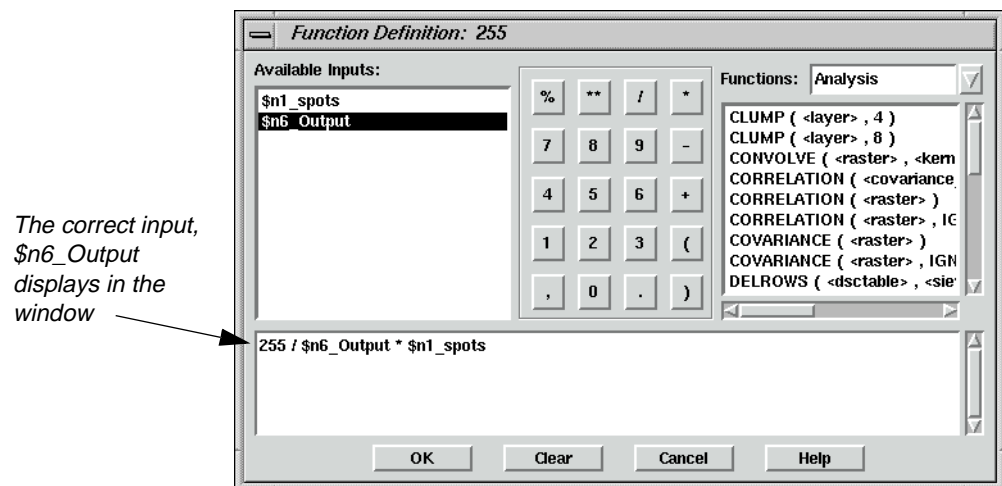 Function Definition: 255
Available Inputs:
$n1_spots
$n6_Output
% ** / *
7 8 9 -
4 5 6 +
1 2 3 (
, 0 . )
Functions: Analysis
CLUMP ( <layer> , 4 )
CLUMP ( <layer> , 8 )
CONVOLVE ( <raster> , <kern
CORRELATION ( <covariance_
CORRELATION ( <raster> )
CORRELATION ( <raster> , IG
COVARIANCE ( <raster> )
COVARIANCE ( <raster> , IGN
DELROWS ( <dsctable> , <sie
The correct input,
$n6_Output
displays in the
window
255 / $n6_Output * $n1_spots
OK Clear Cancel Help